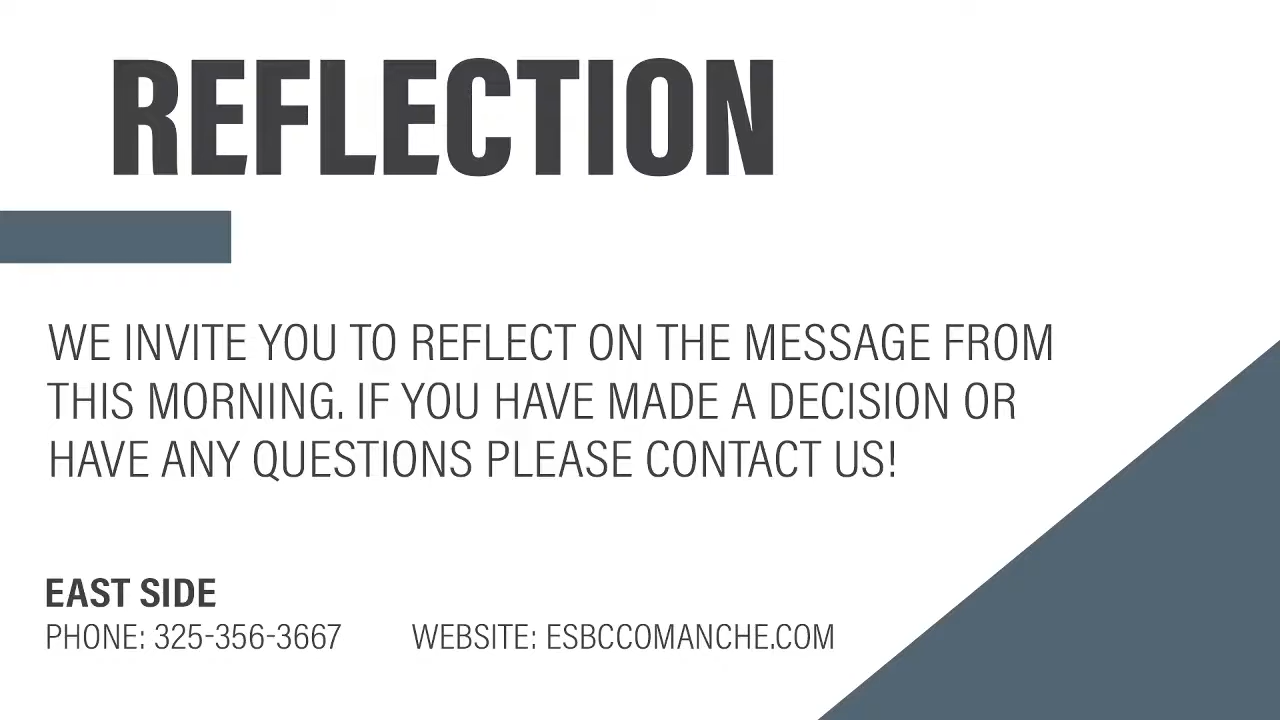 REFLECTION
WE INVITE YOU TO REFLECT ON THE MESSAGE FROM
THIS MORNING. IF YOU HAVE MADE A DECISION OR
HAVE ANY QUESTIONS PLEASE CONTACT US!
EAST SIDE
PHONE: 325-356-3667 WEBSITE: ESBCCOMANCHE.COM